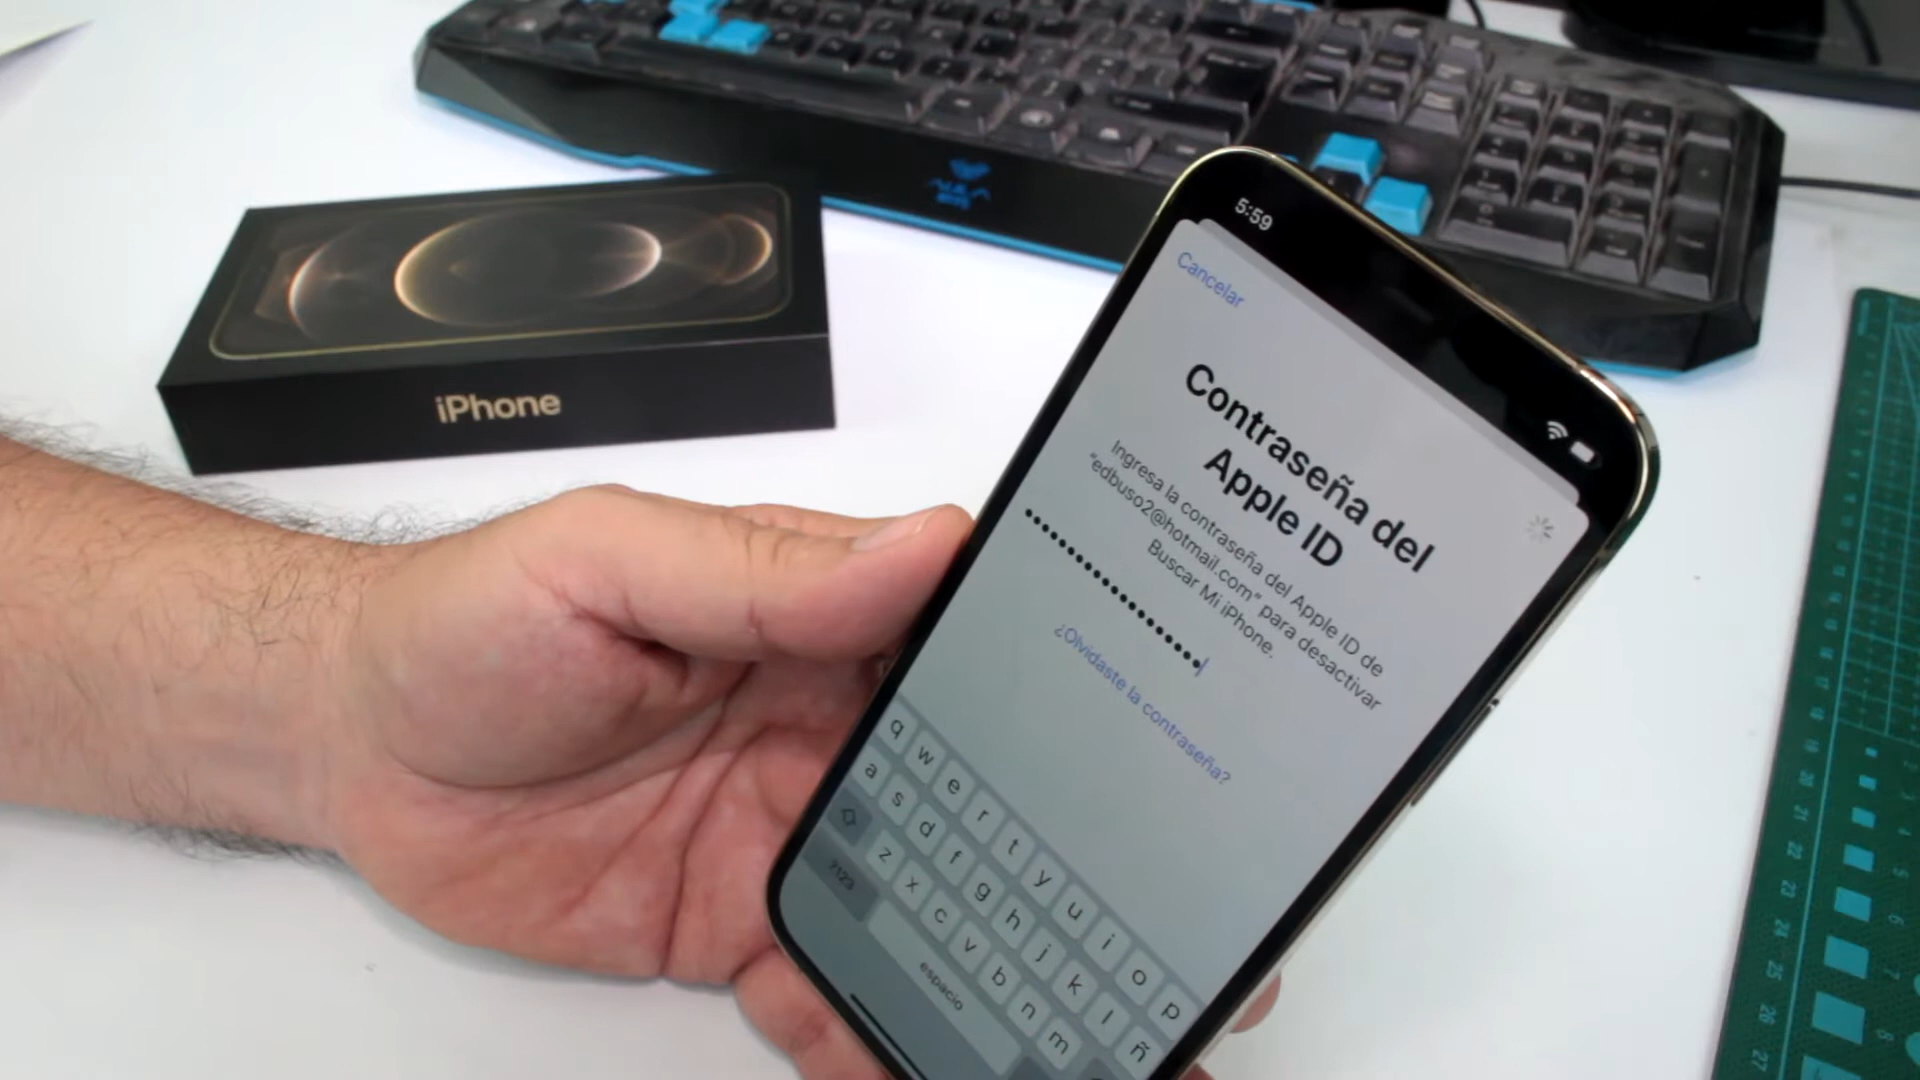 iPhone
5:59
Cancelar
Contraseña del
Apple ID
Ingresa la contraseña del Apple ID de
"edbuso2@hotmail.com" para desactivar
Buscar Mi iPhone.
¿Olvidaste la contraseña?
q w e r t y u i o p
a s d f g h j k l ñ
z x c v b n m
?123
espacio